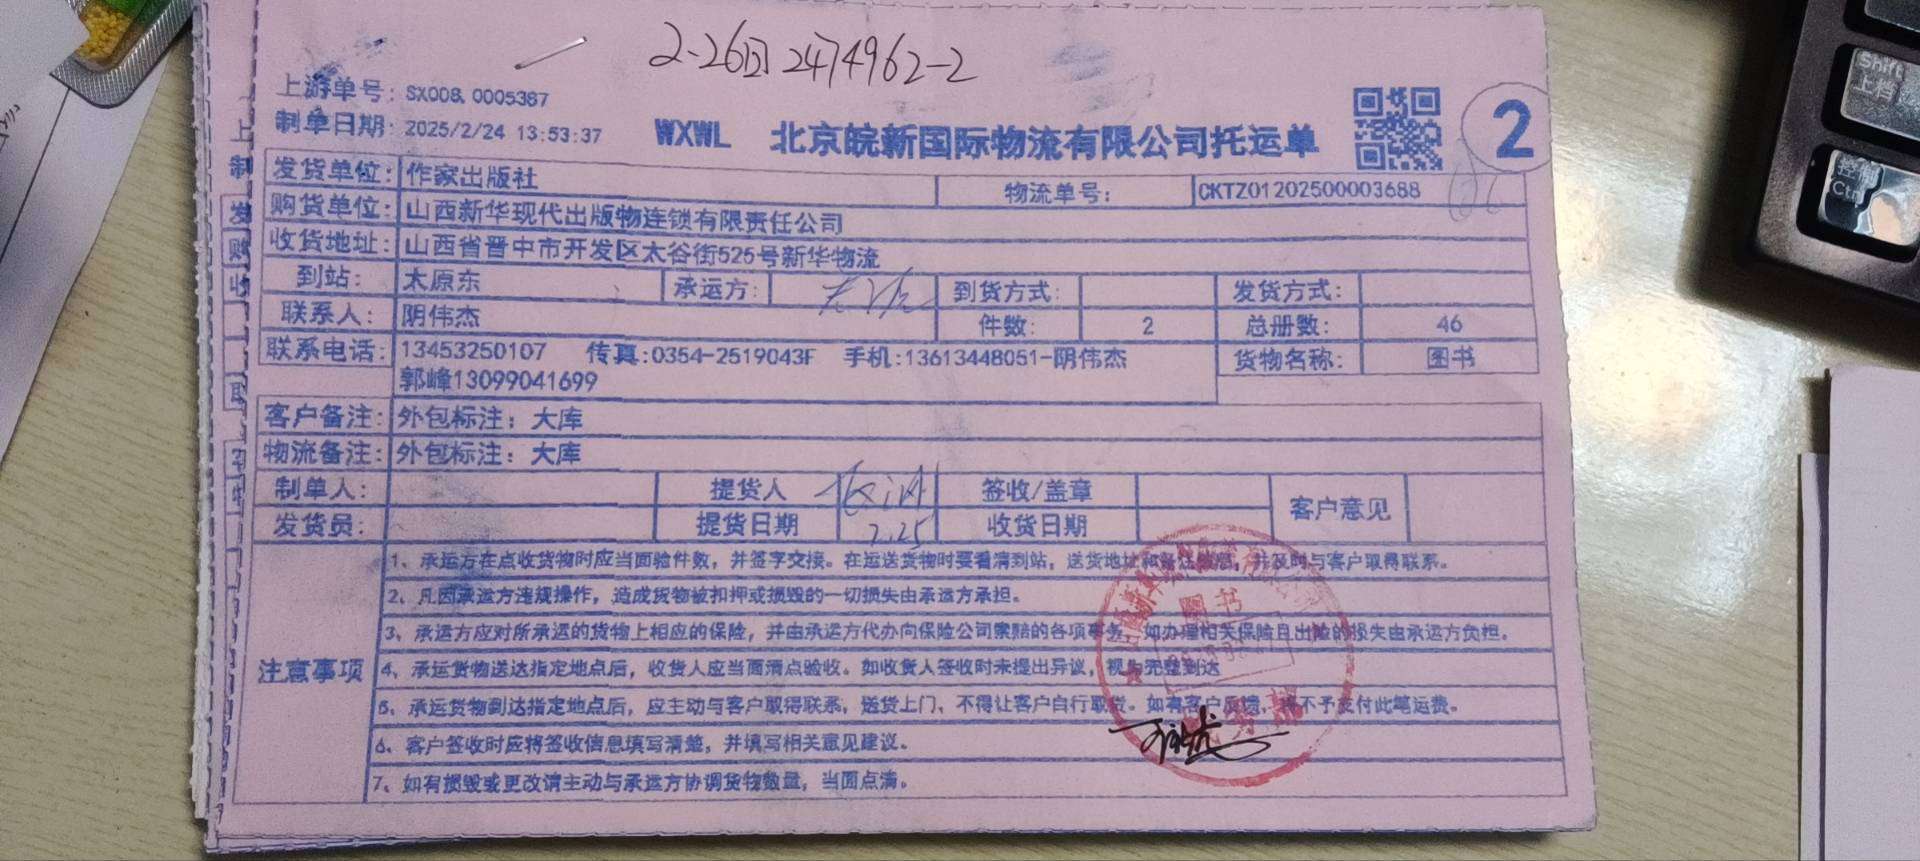 2-26 2474962-2
上游单号: SX008.0005387
制单日期: 2025/2/24 13:53:37
WXWL 北京皖新国际物流有限公司托运单
2
发货单位: 作家出版社 物流单号: CKTZ01202500003688
购货单位: 山西新华现代出版物连锁有限责任公司
收货地址: 山西省晋中市开发区太谷街525号新华物流
到站: 太原东 承运方: 到货方式: 发货方式:
联系人: 阴伟杰 件数: 2 总册数: 46
联系电话: 13453250107 传真:0354-2519043F 手机:13613448051-阴伟杰 货物名称: 图书
郭峰13099041699
客户备注: 外包标注: 大库
物流备注: 外包标注: 大库
制单人: 提货人 签收/盖章 客户意见
发货员: 提货日期 2.25 收货日期
注意事项
1、承运方在点收货物时应当面验件数，并签字交接。在运送货物时要看清到站，送货地址和备注信息，并及时与客户取得联系。
2、凡因承运方违规操作，造成货物被扣押或损毁的一切损失由承运方承担。
3、承运方应对所承运的货物上相应的保险，并由承运方代办向保险公司索赔的各项事务。如办理相关保险且出险的损失由承运方负担。
4、承运货物送达指定地点后，收货人应当面清点验收。如收货人签收时未提出异议，视为完整到达
5、承运货物到达指定地点后，应主动与客户取得联系，送货上门、不得让客户自行取货。如有客户反馈，将不予支付此笔运费。
6、客户签收时应将签收信息填写清楚，并填写相关意见建议。
7、如有损毁或更改请主动与承运方协调货物数量，当面点清。
图书
Shift
上档
控制
Ctrl